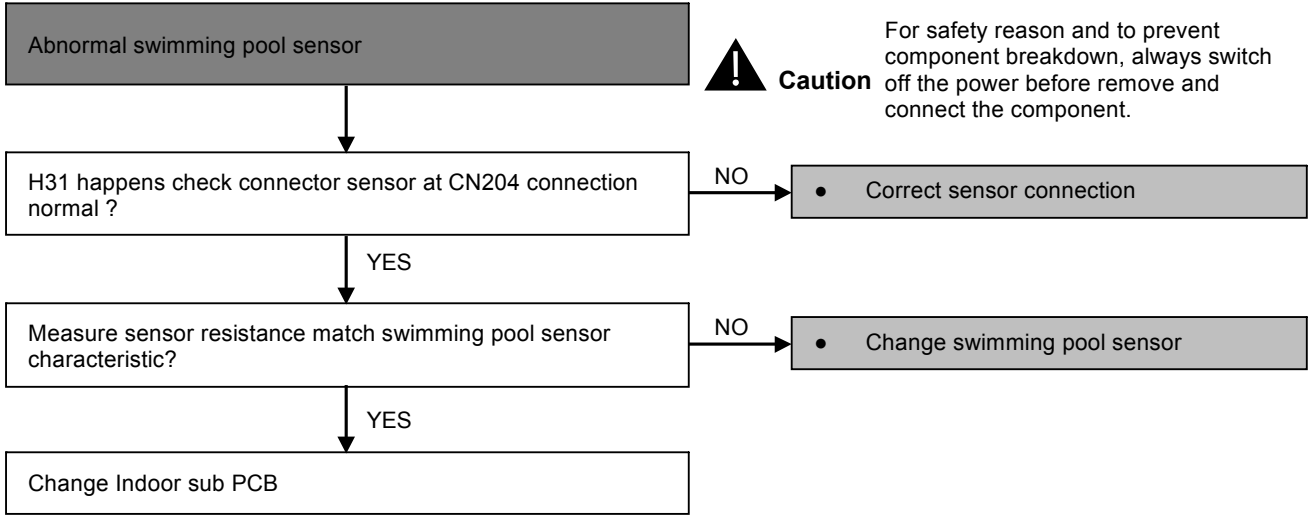 Abnormal swimming pool sensor
Caution
For safety reason and to prevent
component breakdown, always switch
off the power before remove and
connect the component.
H31 happens check connector sensor at CN204 connection
normal ?
NO
● Correct sensor connection
YES
Measure sensor resistance match swimming pool sensor
characteristic?
NO
● Change swimming pool sensor
YES
Change Indoor sub PCB